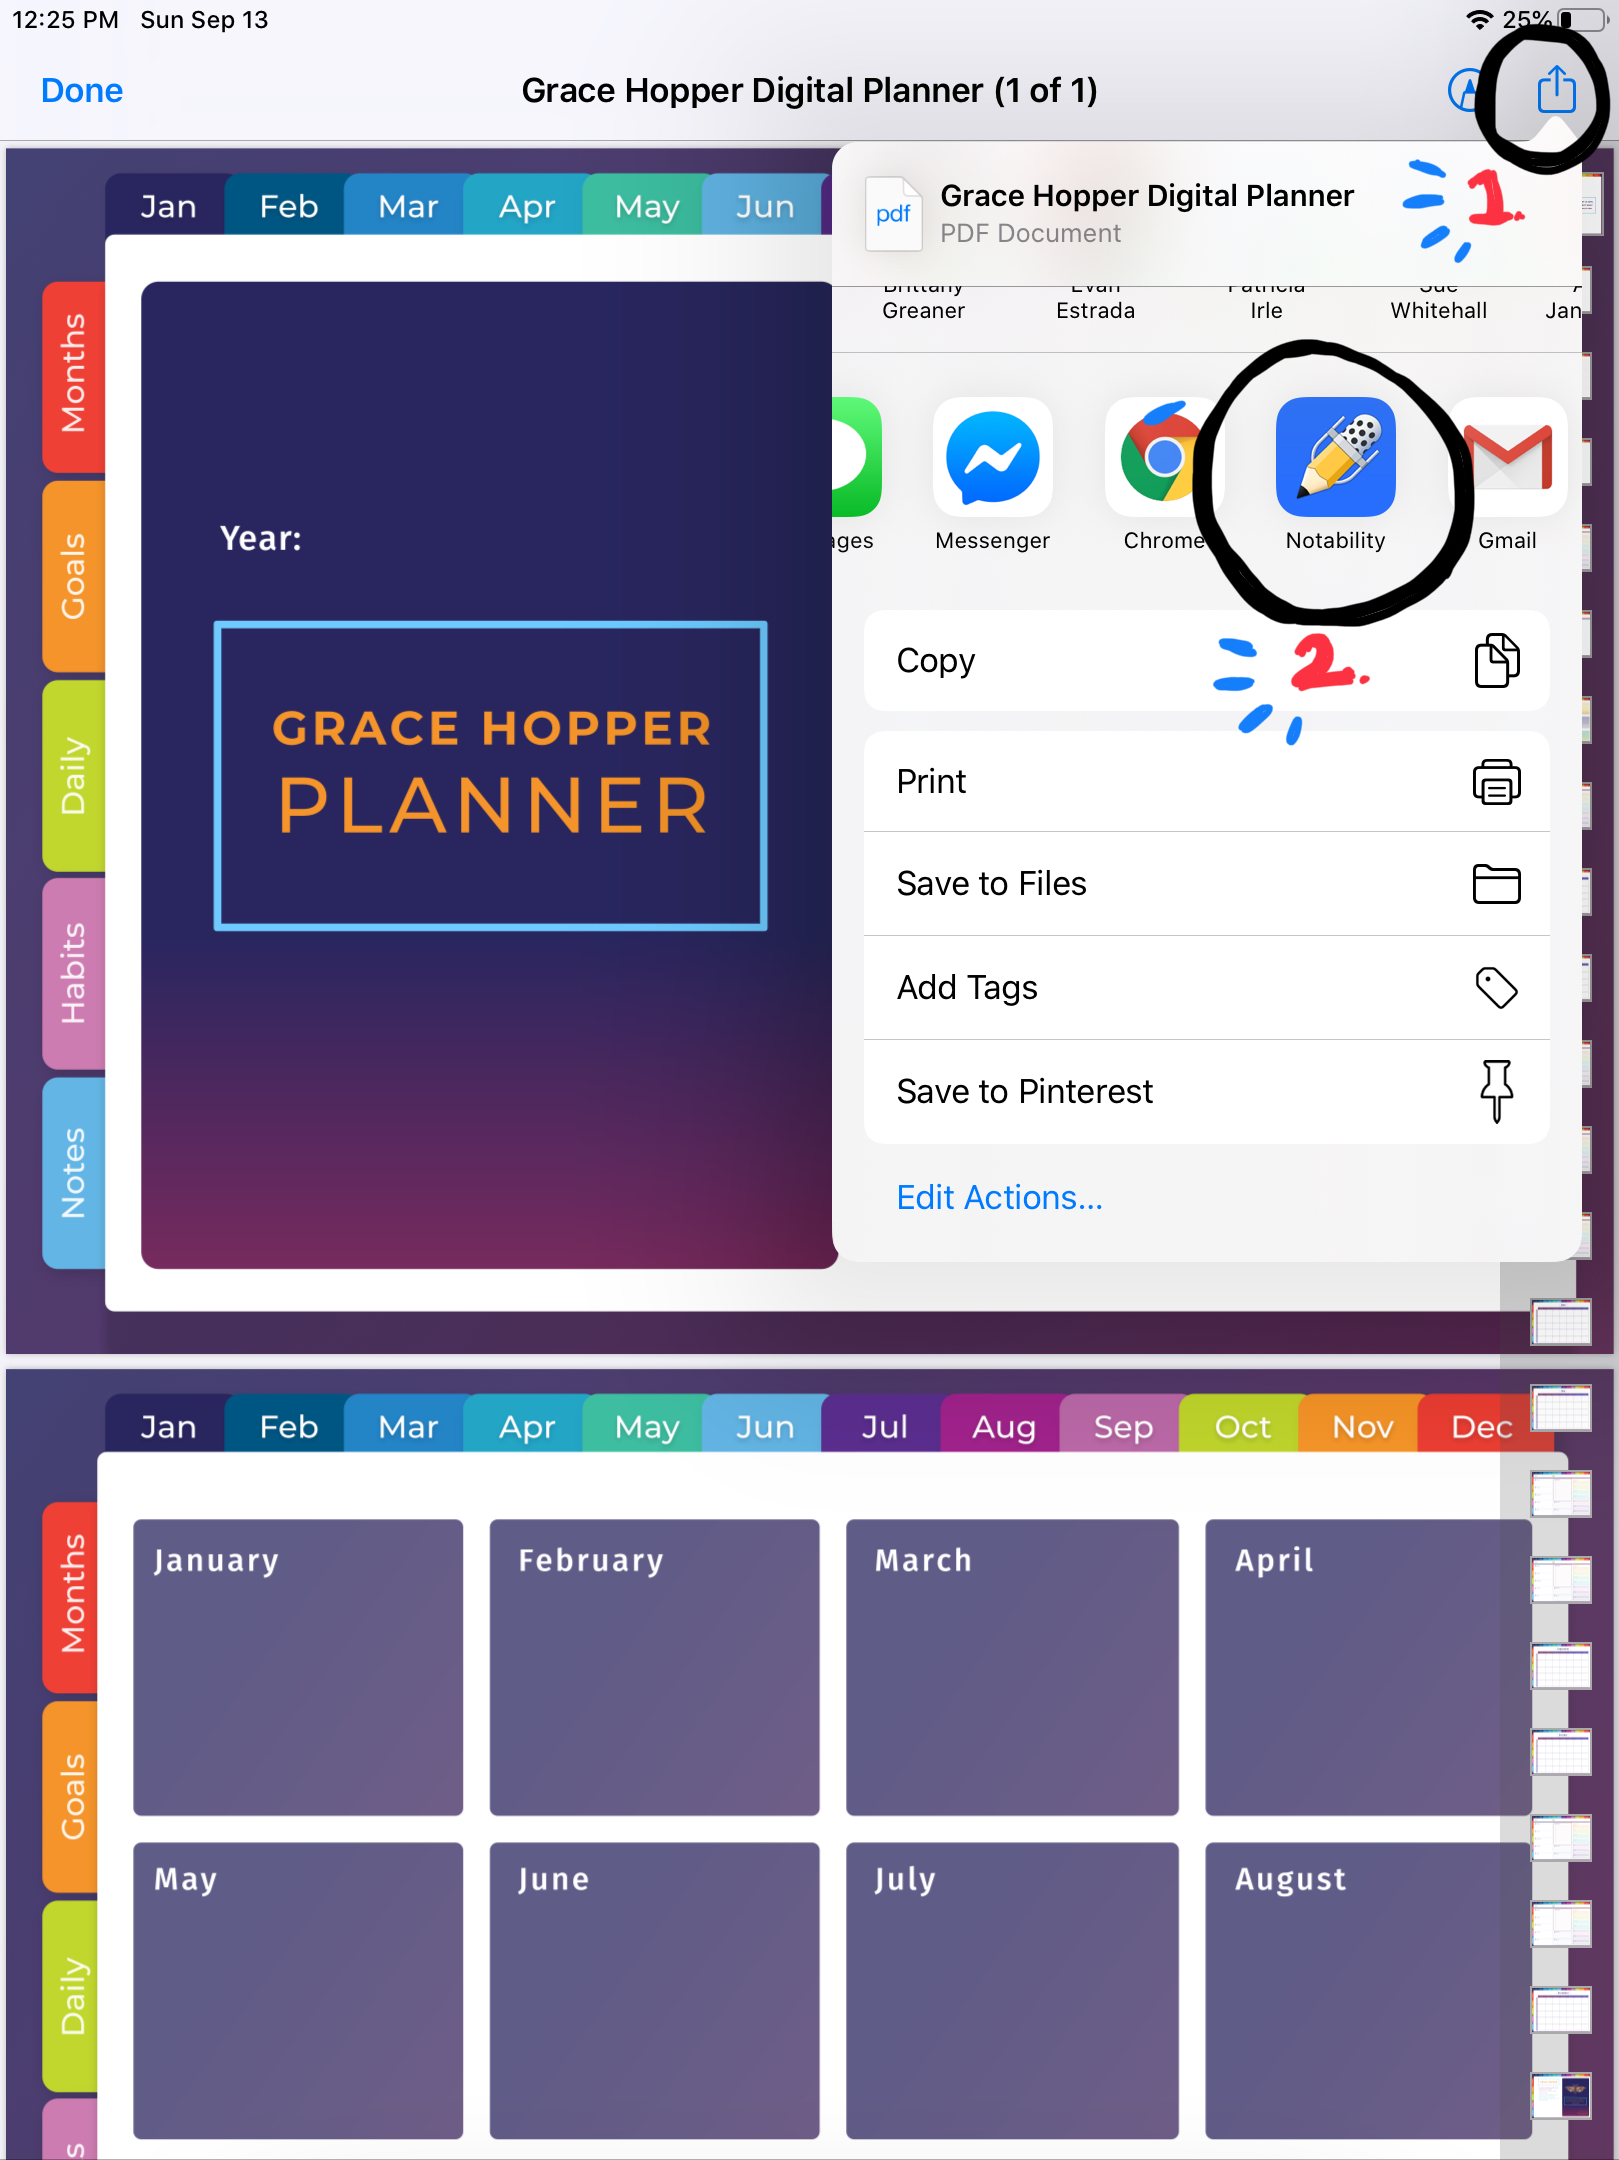 12:25 PM Sun Sep 13 25%
Done Grace Hopper Digital Planner (1 of 1)
Jan Feb Mar Apr May Jun
pdf Grace Hopper Digital Planner
PDF Document
1.
Brittany Evan Patricia Sue
Greaner Estrada Irle Whitehall Jan
ages Messenger Chrome Notability Gmail
2.
Copy
Print
Save to Files
Add Tags
Save to Pinterest
Edit Actions...
Months
Goals
Daily
Habits
Notes
Year:
GRACE HOPPER
PLANNER
Jan Feb Mar Apr May Jun Jul Aug Sep Oct Nov Dec
Months
Goals
Daily
s
January February March April
May June July August